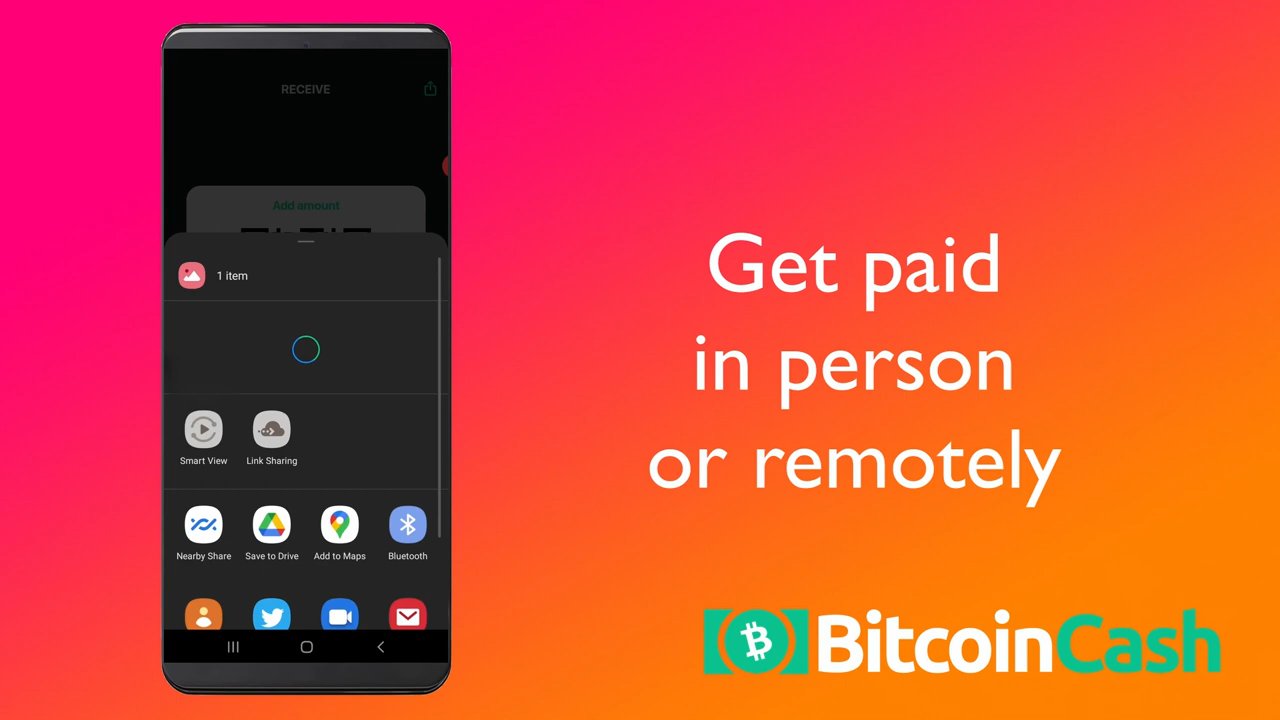 RECEIVE
Add amount
1 item
Smart View
Link Sharing
Nearby Share
Save to Drive
Add to Maps
Bluetooth
Get paid
in person
or remotely
BitcoinCash